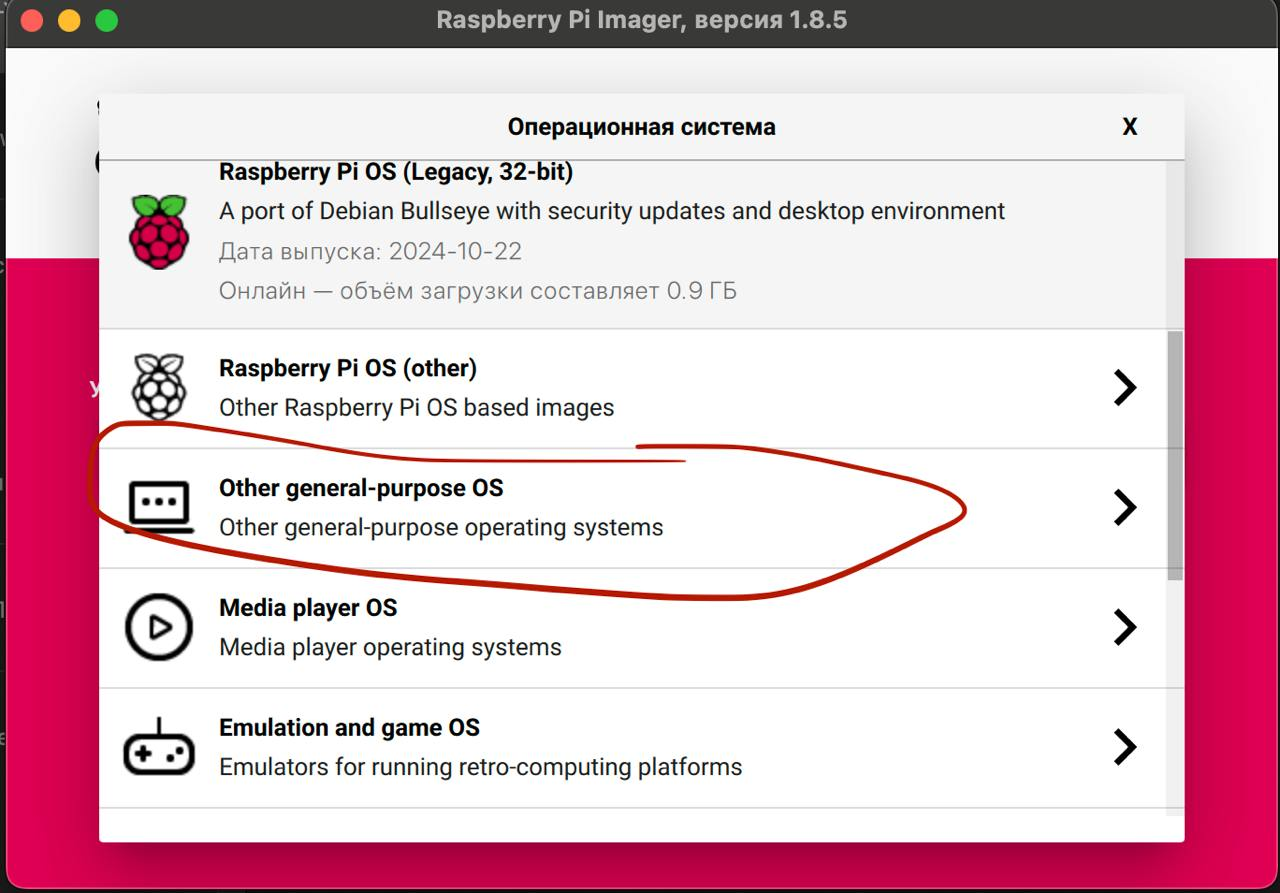 Raspberry Pi Imager, версия 1.8.5
Операционная система
X
Raspberry Pi OS (Legacy, 32-bit)
A port of Debian Bullseye with security updates and desktop environment
Дата выпуска: 2024-10-22
Онлайн — объём загрузки составляет 0.9 ГБ
Raspberry Pi OS (other)
Other Raspberry Pi OS based images
Other general-purpose OS
Other general-purpose operating systems
Media player OS
Media player operating systems
Emulation and game OS
Emulators for running retro-computing platforms